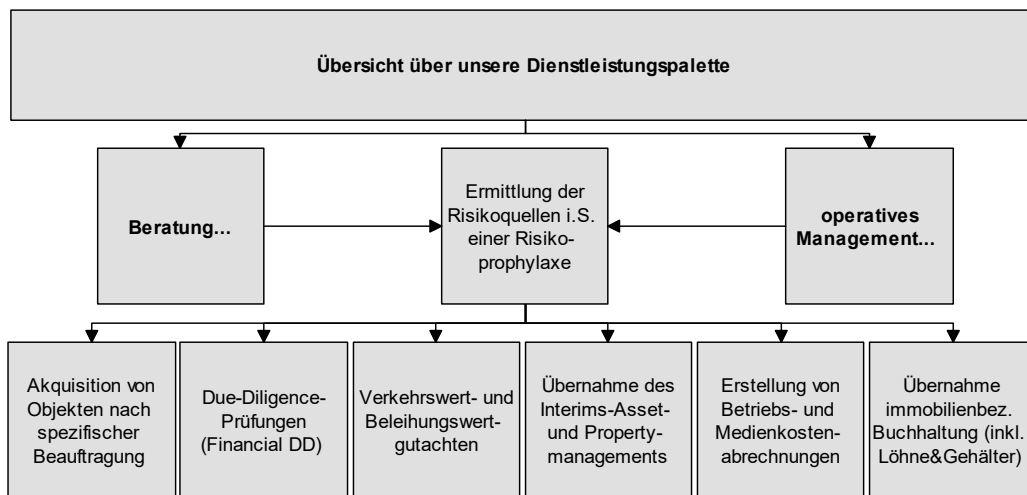 Übersicht über unsere Dienstleistungspalette
Beratung...
Ermittlung der
Risikoquellen i.S.
einer Risiko-
prophylaxe
operatives
Management...
Akquisition von
Objekten nach
spezifischer
Beauftragung
Due-Diligence-
Prüfungen
(Financial DD)
Verkehrswert- und
Beleihungswert-
gutachten
Übernahme des
Interims-Asset-
und Property-
managements
Erstellung von
Betriebs- und
Medienkosten-
abrechnungen
Übernahme
immobilienbez.
Buchhaltung (inkl.
Löhne&Gehälter)